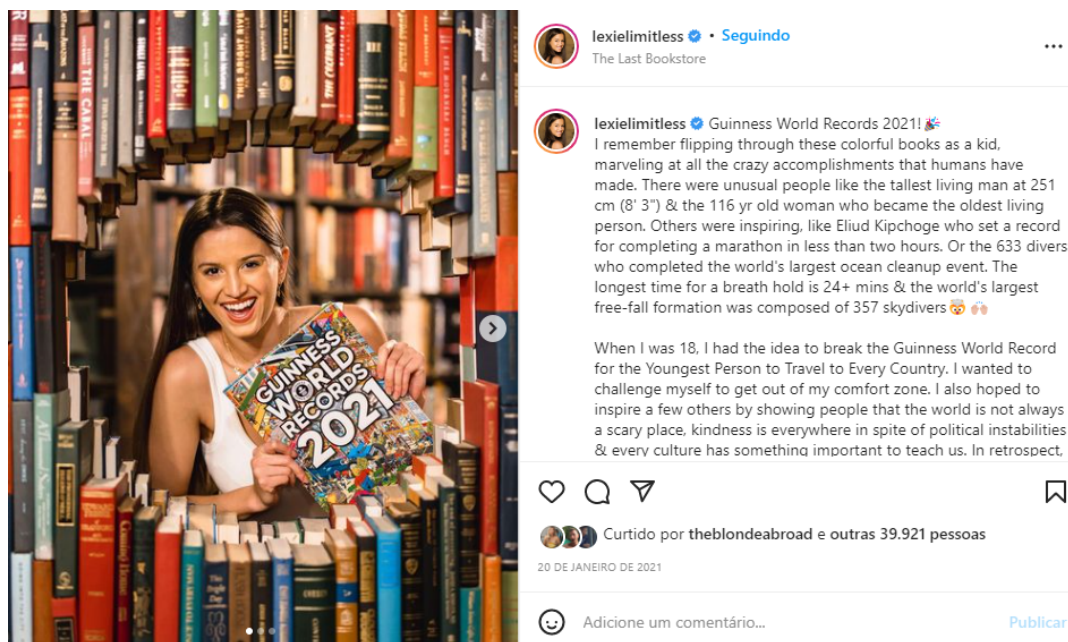 lexielimitless • Seguindo
The Last Bookstore
lexielimitless Guinness World Records 2021!🎉
I remember flipping through these colorful books as a kid,
marveling at all the crazy accomplishments that humans have
made. There were unusual people like the tallest living man at 251
cm (8' 3") & the 116 yr old woman who became the oldest living
person. Others were inspiring, like Eliud Kipchoge who set a record
for completing a marathon in less than two hours. Or the 633 divers
who completed the world's largest ocean cleanup event. The
longest time for a breath hold is 24+ mins & the world's largest
free-fall formation was composed of 357 skydivers🤯 🙌🏻
When I was 18, I had the idea to break the Guinness World Record
for the Youngest Person to Travel to Every Country. I wanted to
challenge myself to get out of my comfort zone. I also hoped to
inspire a few others by showing people that the world is not always
a scary place, kindness is everywhere in spite of political instabilities
& every culture has something important to teach us. In retrospect,
Curtido por theblondeabroad e outras 39.921 pessoas
20 DE JANEIRO DE 2021
Adicione um comentário...
Publicar
GUINNESS
WORLD
RECORDS
2021
THE CABAL
THIS BRIGHT RIVER